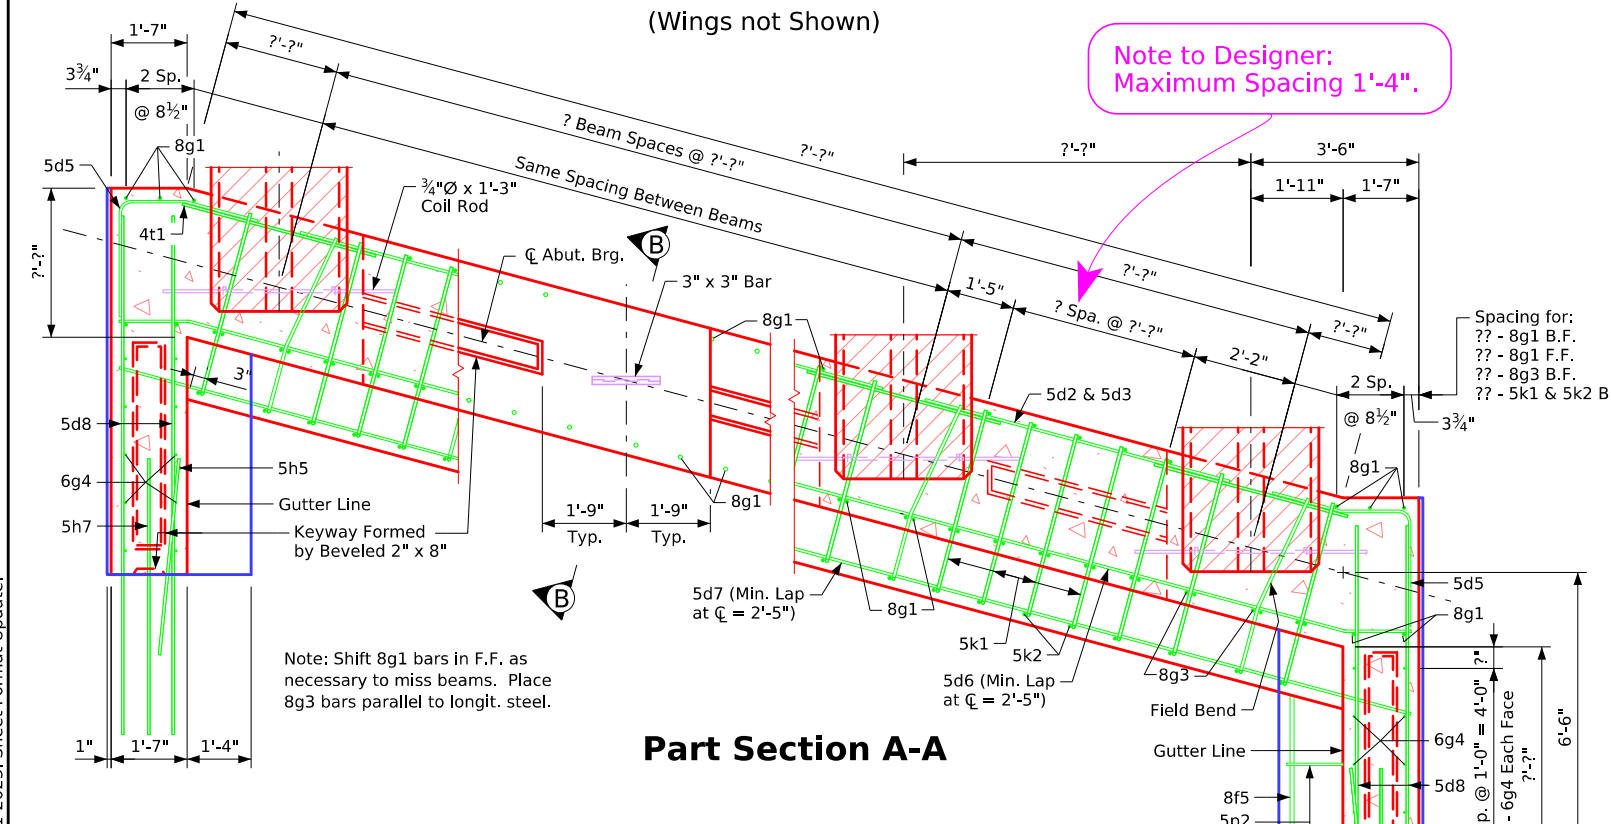 (Wings not Shown)
Note to Designer:
Maximum Spacing 1'-4".
1'-7"
?'-?"
3¾"
2 Sp.
@ 8½"
8g1
5d5
? Beam Spaces @ ?'-?"
?'-?"
Same Spacing Between Beams
?'-?"
3'-6"
1'-11"
1'-7"
¾"Ø x 1'-3"
Coil Rod
4t1
?'-?"
℄ Abut. Brg.
B
3" x 3" Bar
?'-?"
1'-5"
? Spa. @ ?'-?"
?'-?"
2'-2"
8g1
Spacing for:
?? - 8g1 B.F.
?? - 8g1 F.F.
?? - 8g3 B.F.
?? - 5k1 & 5k2 B
3"
5d2 & 5d3
2 Sp.
@ 8½"
3¾"
5d8
5h5
6g4
Gutter Line
5h7
Keyway Formed
by Beveled 2" x 8"
1'-9"
Typ.
1'-9"
Typ.
8g1
8g1
B
5d7 (Min. Lap
at ℄ = 2'-5")
8g1
5k1
5k2
5d6 (Min. Lap
at ℄ = 2'-5")
8g3
Field Bend
5d5
8g1
Note: Shift 8g1 bars in F.F. as
necessary to miss beams. Place
8g3 bars parallel to longit. steel.
1"
1'-7"
1'-4"
Part Section A-A
Gutter Line
6g4
5d8
8f5
5p2
?"
p. @ 1'-0" = 4'-0"
- 6g4 Each Face
?'-?"
6'-6"